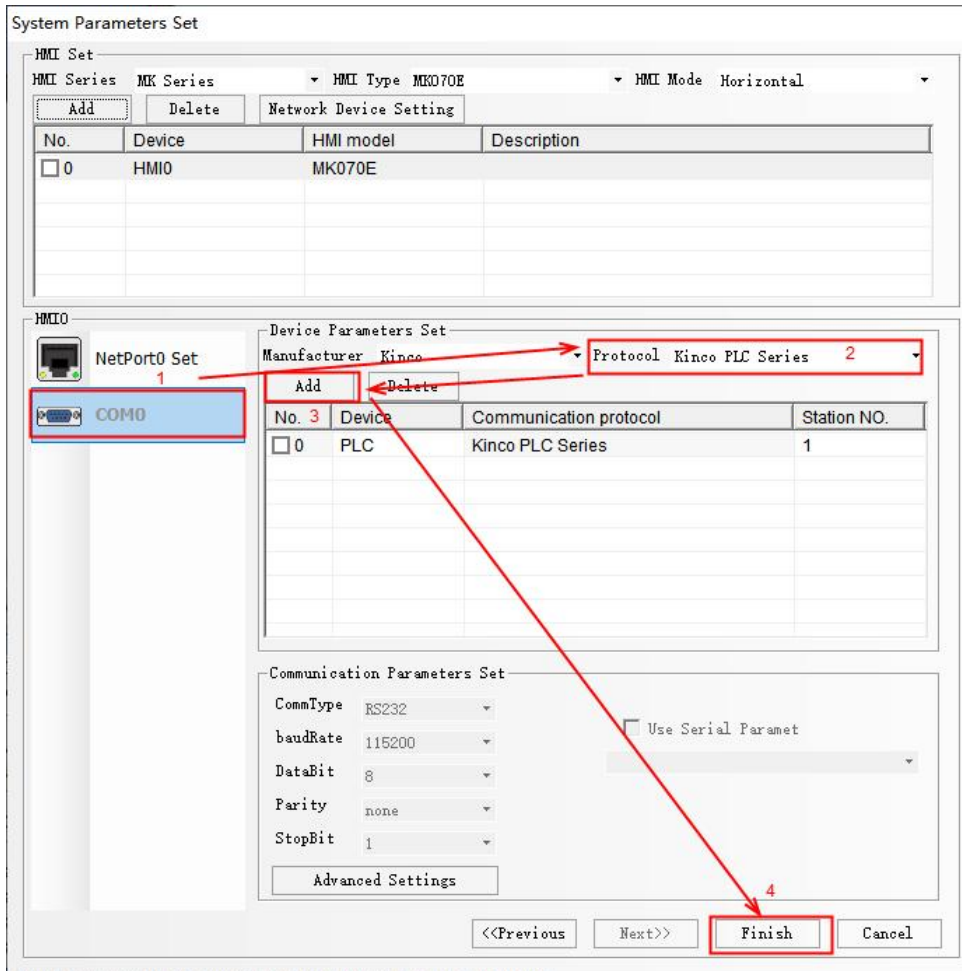 System Parameters Set
HMI Set
HMI Series MK Series HMI Type MK070E HMI Mode Horizontal
Add Delete Network Device Setting
No. Device HMI model Description
0 HMI0 MK070E
HMI0
NetPort0 Set
1
COM0
Device Parameters Set
Manufacturer Kinco Protocol Kinco PLC Series 2
Add Delete
No. 3 Device Communication protocol Station NO.
0 PLC Kinco PLC Series 1
Communication Parameters Set
CommType RS232
baudRate 115200
DataBit 8
Parity none
StopBit 1
Use Serial Paramet
Advanced Settings
4
<<Previous Next>> Finish Cancel